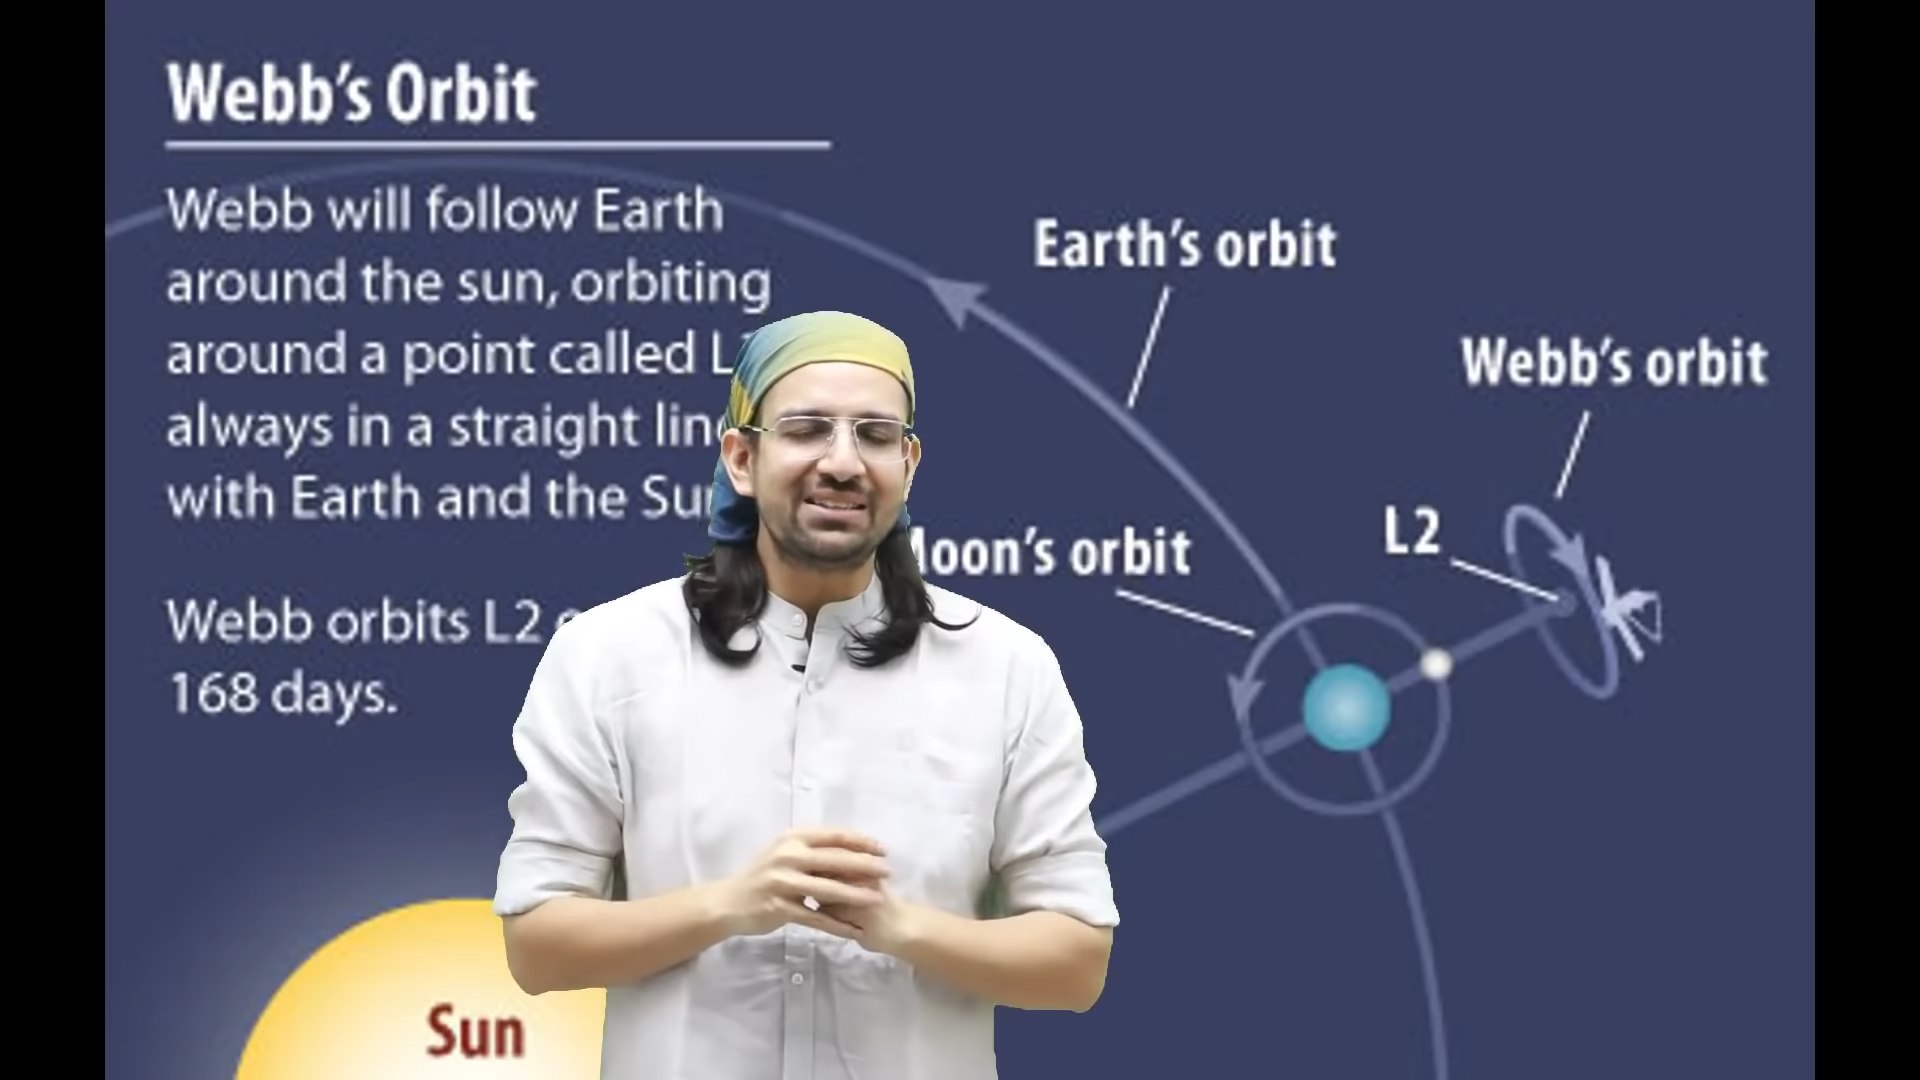 Webb's Orbit
Webb will follow Earth
around the sun, orbiting
around a point called
always in a straight
with Earth and the
Webb orbits L2
168 days.
Earth's orbit
Webb's orbit
L2
orbit
Sun